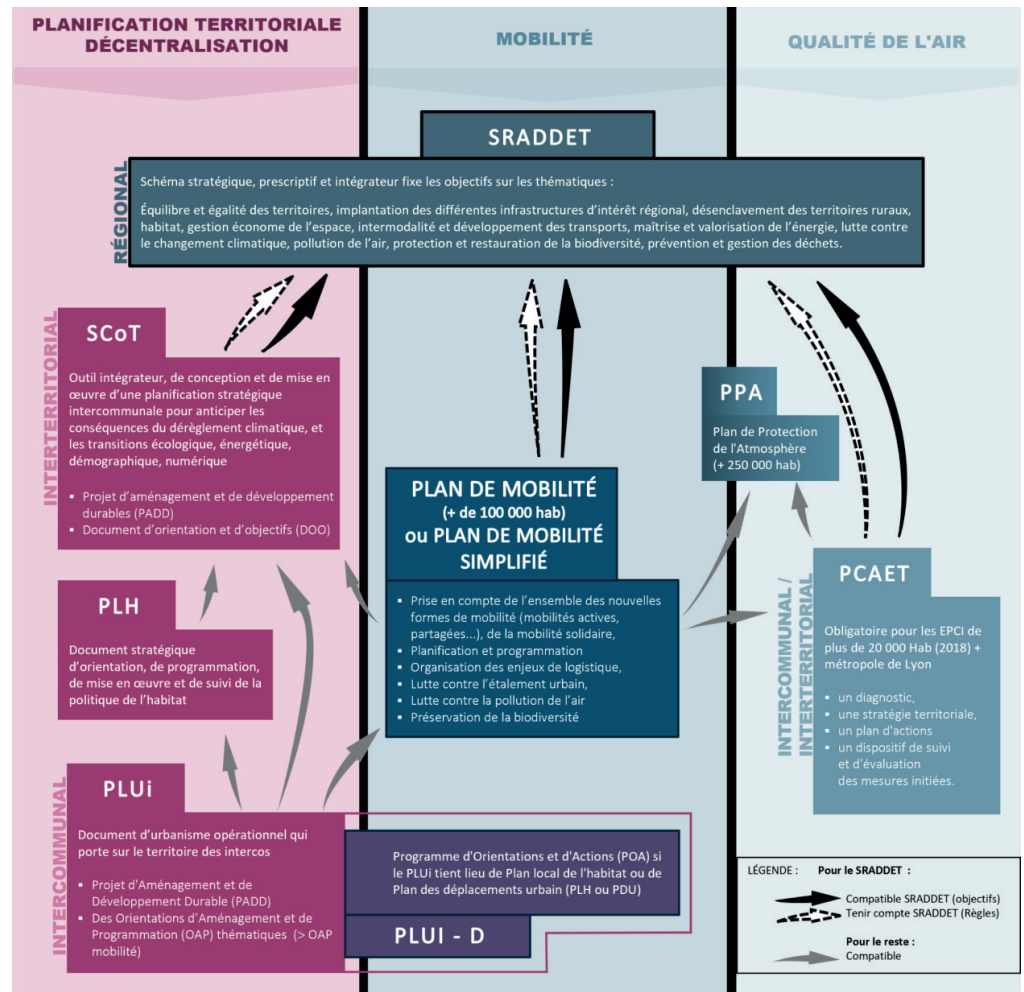 PLANIFICATION TERRITORIALE
DÉCENTRALISATION
MOBILITÉ
QUALITÉ DE L'AIR
RÉGIONAL
SRADDET
Schéma stratégique, prescriptif et intégrateur fixe les objectifs sur les thématiques :
Équilibre et égalité des territoires, implantation des différentes infrastructures d'intérêt régional, désenclavement des territoires ruraux,
habitat, gestion économe de l'espace, intermodalité et développement des transports, maîtrise et valorisation de l'énergie, lutte contre
le changement climatique, pollution de l'air, protection et restauration de la biodiversité, prévention et gestion des déchets.
INTERTERRITORIAL
SCoT
Outil intégrateur, de conception et de mise en
œuvre d'une planification stratégique
intercommunale pour anticiper les
conséquences du dérèglement climatique, et
les transitions écologique, énergétique,
démographique, numérique
▪ Projet d'aménagement et de développement
durables (PADD)
▪ Document d'orientation et d'objectifs (DOO)
PLH
Document stratégique
d'orientation, de programmation,
de mise en œuvre et de suivi de la
politique de l'habitat
INTERCOMMUNAL
PLUi
Document d'urbanisme opérationnel qui
porte sur le territoire des intercos
▪ Projet d'Aménagement et de
Développement Durable (PADD)
▪ Des Orientations d'Aménagement et de
Programmation (OAP) thématiques (> OAP
mobilité)
Programme d'Orientations et d'Actions (POA) si
le PLUi tient lieu de Plan local de l'habitat ou de
Plan des déplacements urbain (PLH ou PDU)
PLUI - D
PLAN DE MOBILITÉ
(+ de 100 000 hab)
ou PLAN DE MOBILITÉ
SIMPLIFIÉ
▪ Prise en compte de l'ensemble des nouvelles
formes de mobilité (mobilités actives,
partagées...), de la mobilité solidaire,
▪ Planification et programmation
▪ Organisation des enjeux de logistique,
▪ Lutte contre l'étalement urbain,
▪ Lutte contre la pollution de l'air
▪ Préservation de la biodiversité
PPA
Plan de Protection
de l'Atmosphère
(+ 250 000 hab)
INTERCOMMUNAL /
INTERTERRITORIAL
PCAET
Obligatoire pour les EPCI de
plus de 20 000 Hab (2018) +
métropole de Lyon
▪ un diagnostic,
▪ une stratégie territoriale,
▪ un plan d'actions
▪ un dispositif de suivi
et d'évaluation
des mesures initiées.
LÉGENDE : Pour le SRADDET :
Compatible SRADDET (objectifs)
Tenir compte SRADDET (Règles)
Pour le reste :
Compatible